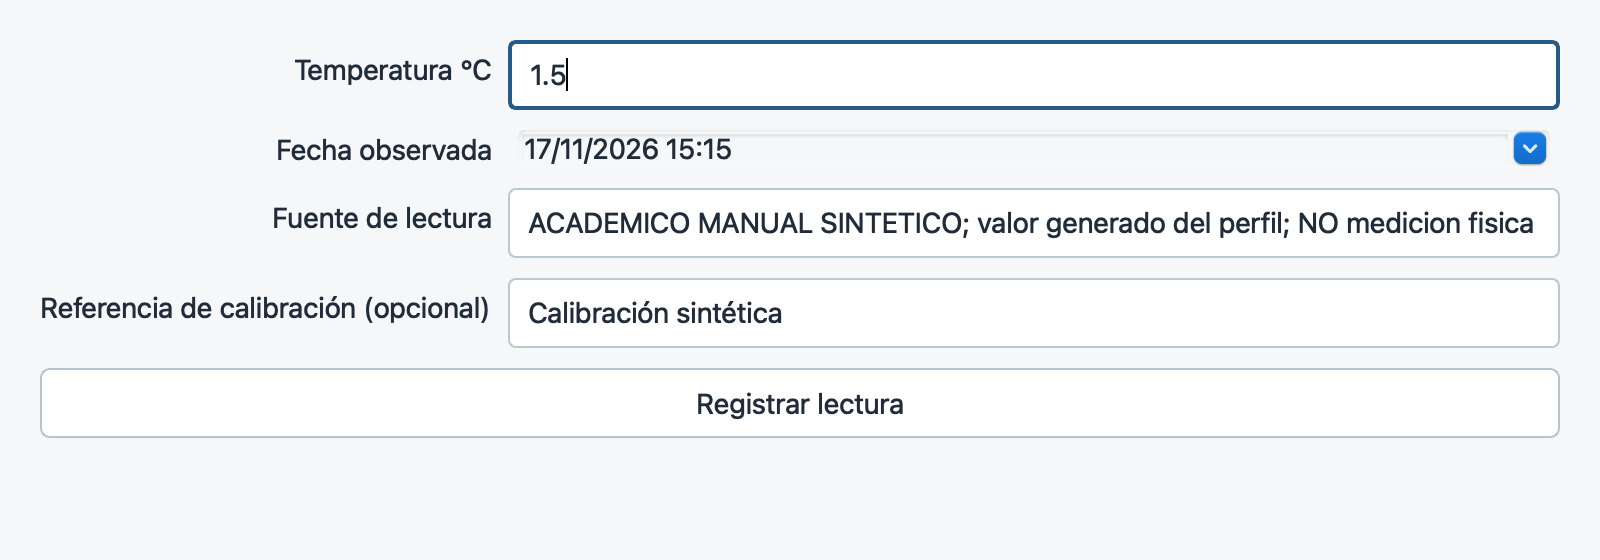 Temperatura °C 1.5
Fecha observada 17/11/2026 15:15
Fuente de lectura ACADEMICO MANUAL SINTETICO; valor generado del perfil; NO medicion fisica
Referencia de calibración (opcional) Calibración sintética
Registrar lectura